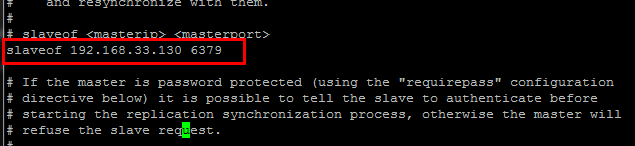 #    and resynchronize with them.
#
# slaveof <masterip> <masterport>
slaveof 192.168.33.130 6379

# If the master is password protected (using the "requirepass" configuration
# directive below) it is possible to tell the slave to authenticate before
# starting the replication synchronization process, otherwise the master will
# refuse the slave request.
#